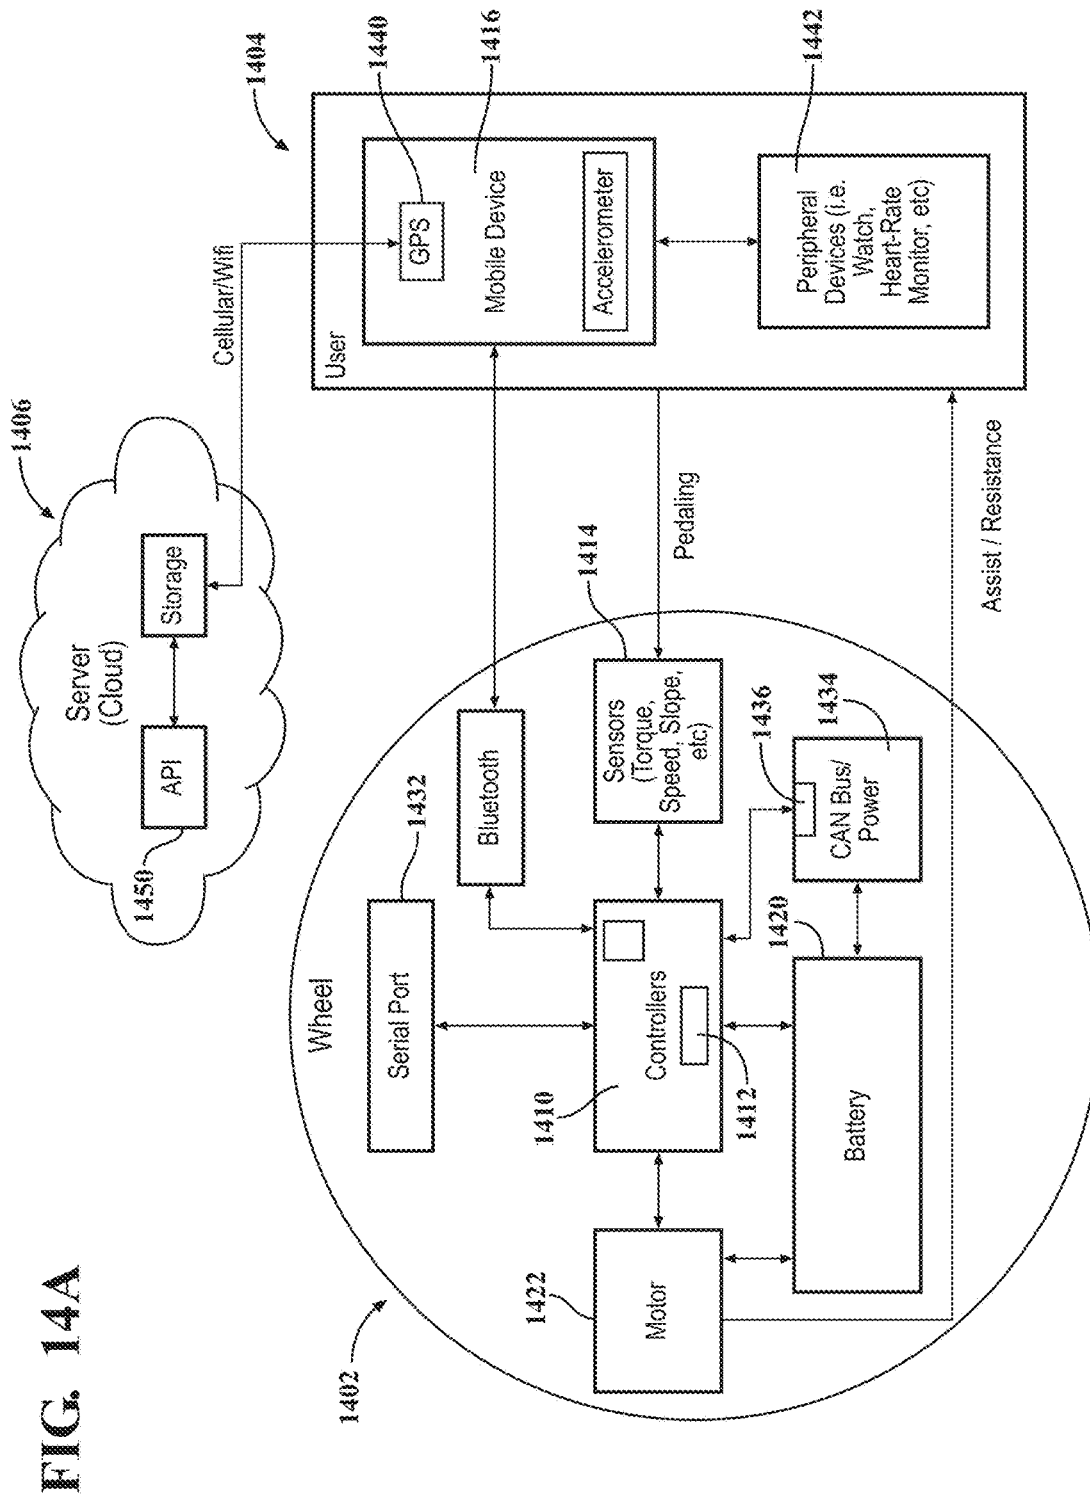 FIG. 14A
1402
Wheel
Serial Port
1432
Bluetooth
Controllers
1410
1412
Motor
1422
Battery
1420
CAN Bus/
Power
1434
1436
Sensors
(Torque,
Speed, Slope,
etc)
1414
Pedaling
Assist / Resistance
1406
Server
(Cloud)
API
1450
Storage
Cellular/Wifi
1404
User
GPS
1440
Mobile Device
1416
Accelerometer
Peripheral
Devices (i.e.
Watch,
Heart-Rate
Monitor, etc)
1442